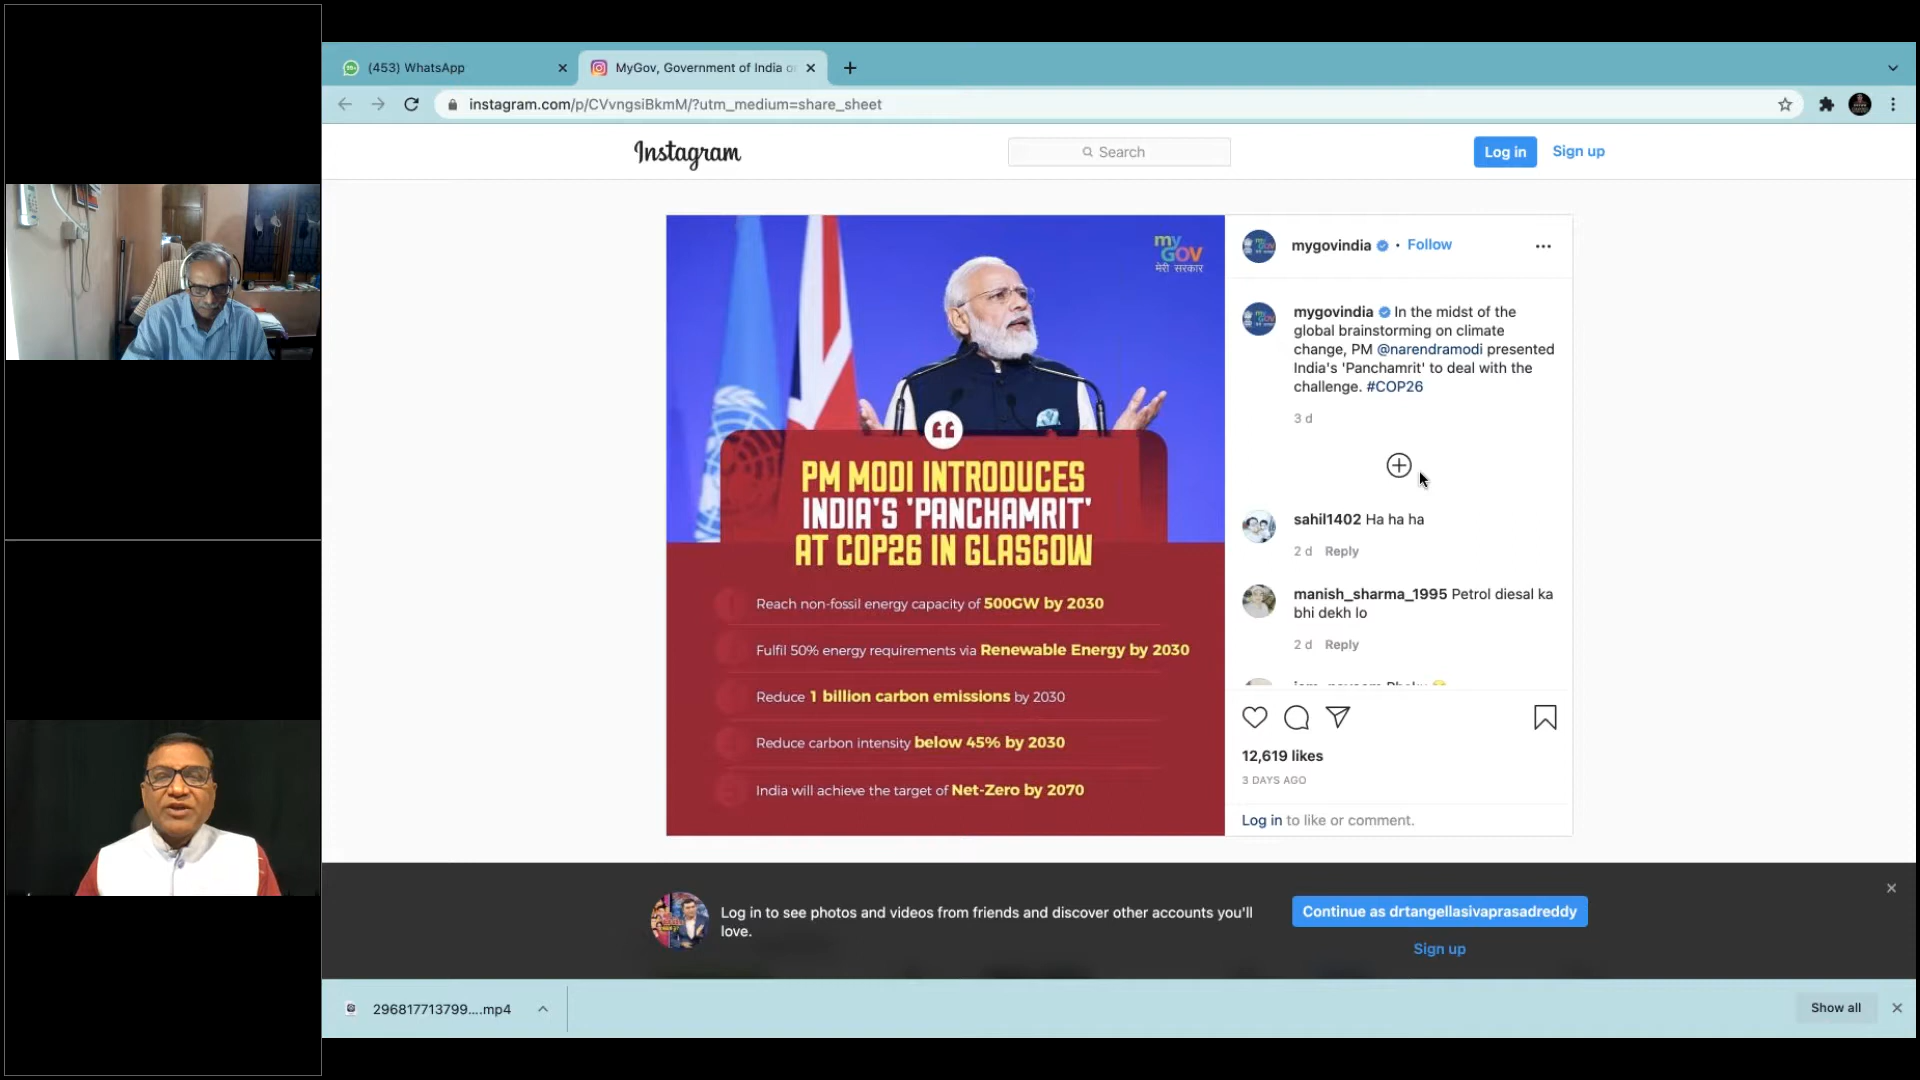 (453) WhatsApp
MyGov, Government of India o
instagram.com/p/CVvngsiBkmM/?utm_medium=share_sheet
Instagram
Search
Log in
Sign up
my
GOV
मेरी सरकार
PM MODI INTRODUCES
INDIA'S 'PANCHAMRIT'
AT COP26 IN GLASGOW
Reach non-fossil energy capacity of 500GW by 2030
Fulfil 50% energy requirements via Renewable Energy by 2030
Reduce 1 billion carbon emissions by 2030
Reduce carbon intensity below 45% by 2030
India will achieve the target of Net-Zero by 2070
mygovindia • Follow
mygovindia In the midst of the
global brainstorming on climate
change, PM @narendramodi presented
India's 'Panchamrit' to deal with the
challenge. #COP26
3 d
sahil1402 Ha ha ha
2 d Reply
manish_sharma_1995 Petrol diesal ka
bhi dekh lo
2 d Reply
12,619 likes
3 DAYS AGO
Log in to like or comment.
Log in to see photos and videos from friends and discover other accounts you'll
love.
Continue as drtangellasivaprasadreddy
Sign up
296817713799....mp4
Show all